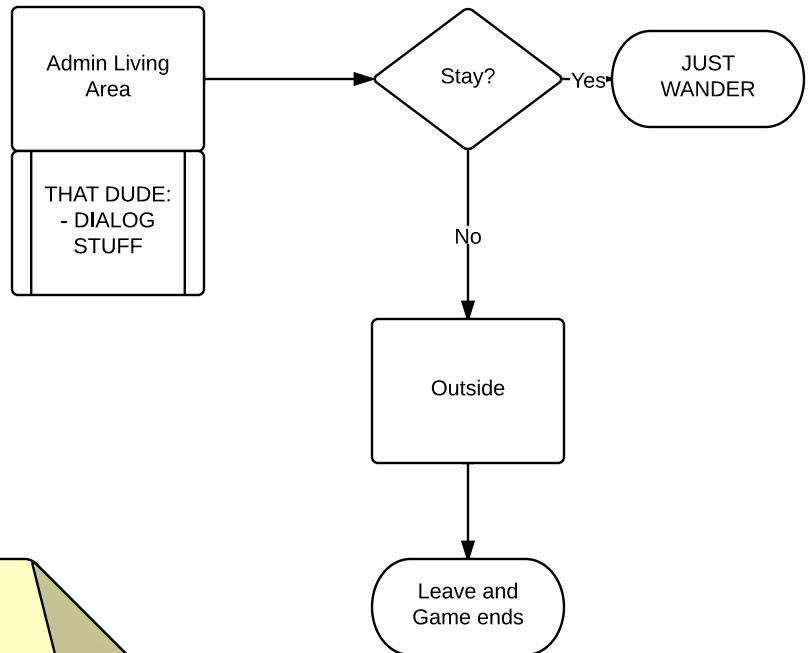 Admin Living
Area
Stay?
Yes
JUST
WANDER
THAT DUDE:
- DIALOG
STUFF
No
Outside
Leave and
Game ends